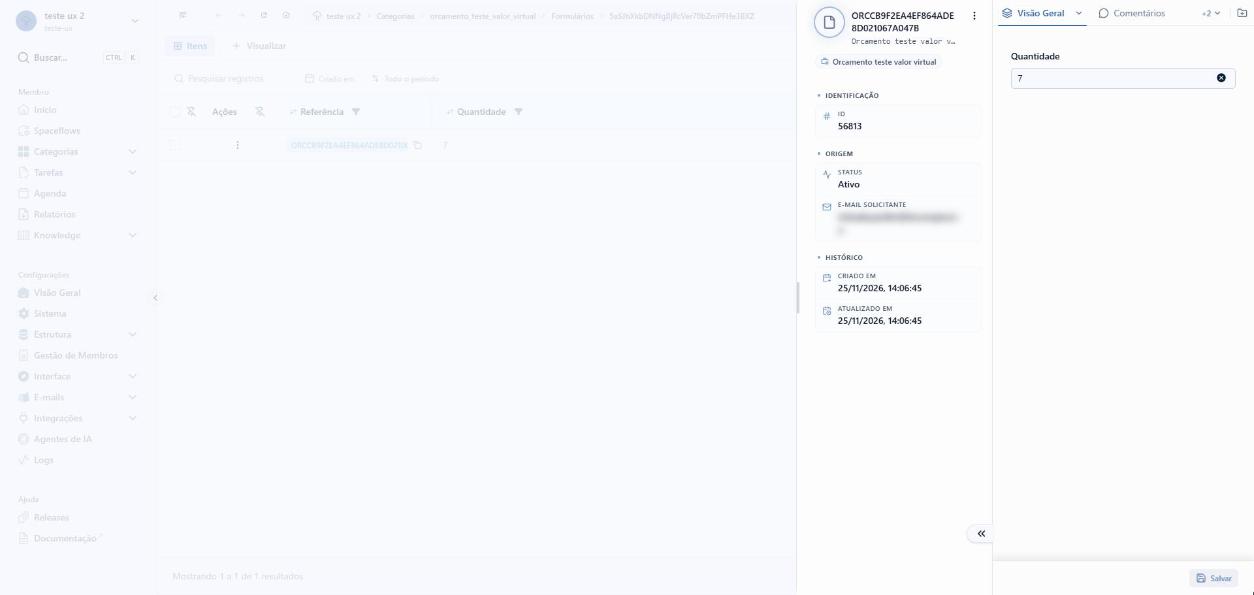 teste ux 2
teste-ux
Buscar...
CTRL K
Membro
Início
Spaceflows
Categorias
Tarefas
Agenda
Relatórios
Knowledge
Configurações
Visão Geral
Sistema
Estrutura
Gestão de Membros
Interface
E-mails
Integrações
Agentes de IA
Logs
Ajuda
Releases
Documentação
teste ux 2 / Categorias / orcamento_teste_valor_virtual / Formulários /
Itens
Visualizar
Pesquisar registros
Criado em
Todo o período
Ações
Referência
Quantidade
7
Mostrando 1 a 1 de 1 resultados
ORCCB9F2EA4EF864ADE
8D021067A047B
Orcamento teste valor v…
Orcamento teste valor virtual
IDENTIFICAÇÃO
ID
56813
ORIGEM
STATUS
Ativo
E-MAIL SOLICITANTE
HISTÓRICO
CRIADO EM
25/11/2026, 14:06:45
ATUALIZADO EM
25/11/2026, 14:06:45
Visão Geral
Comentários
+2
Quantidade
7
Salvar